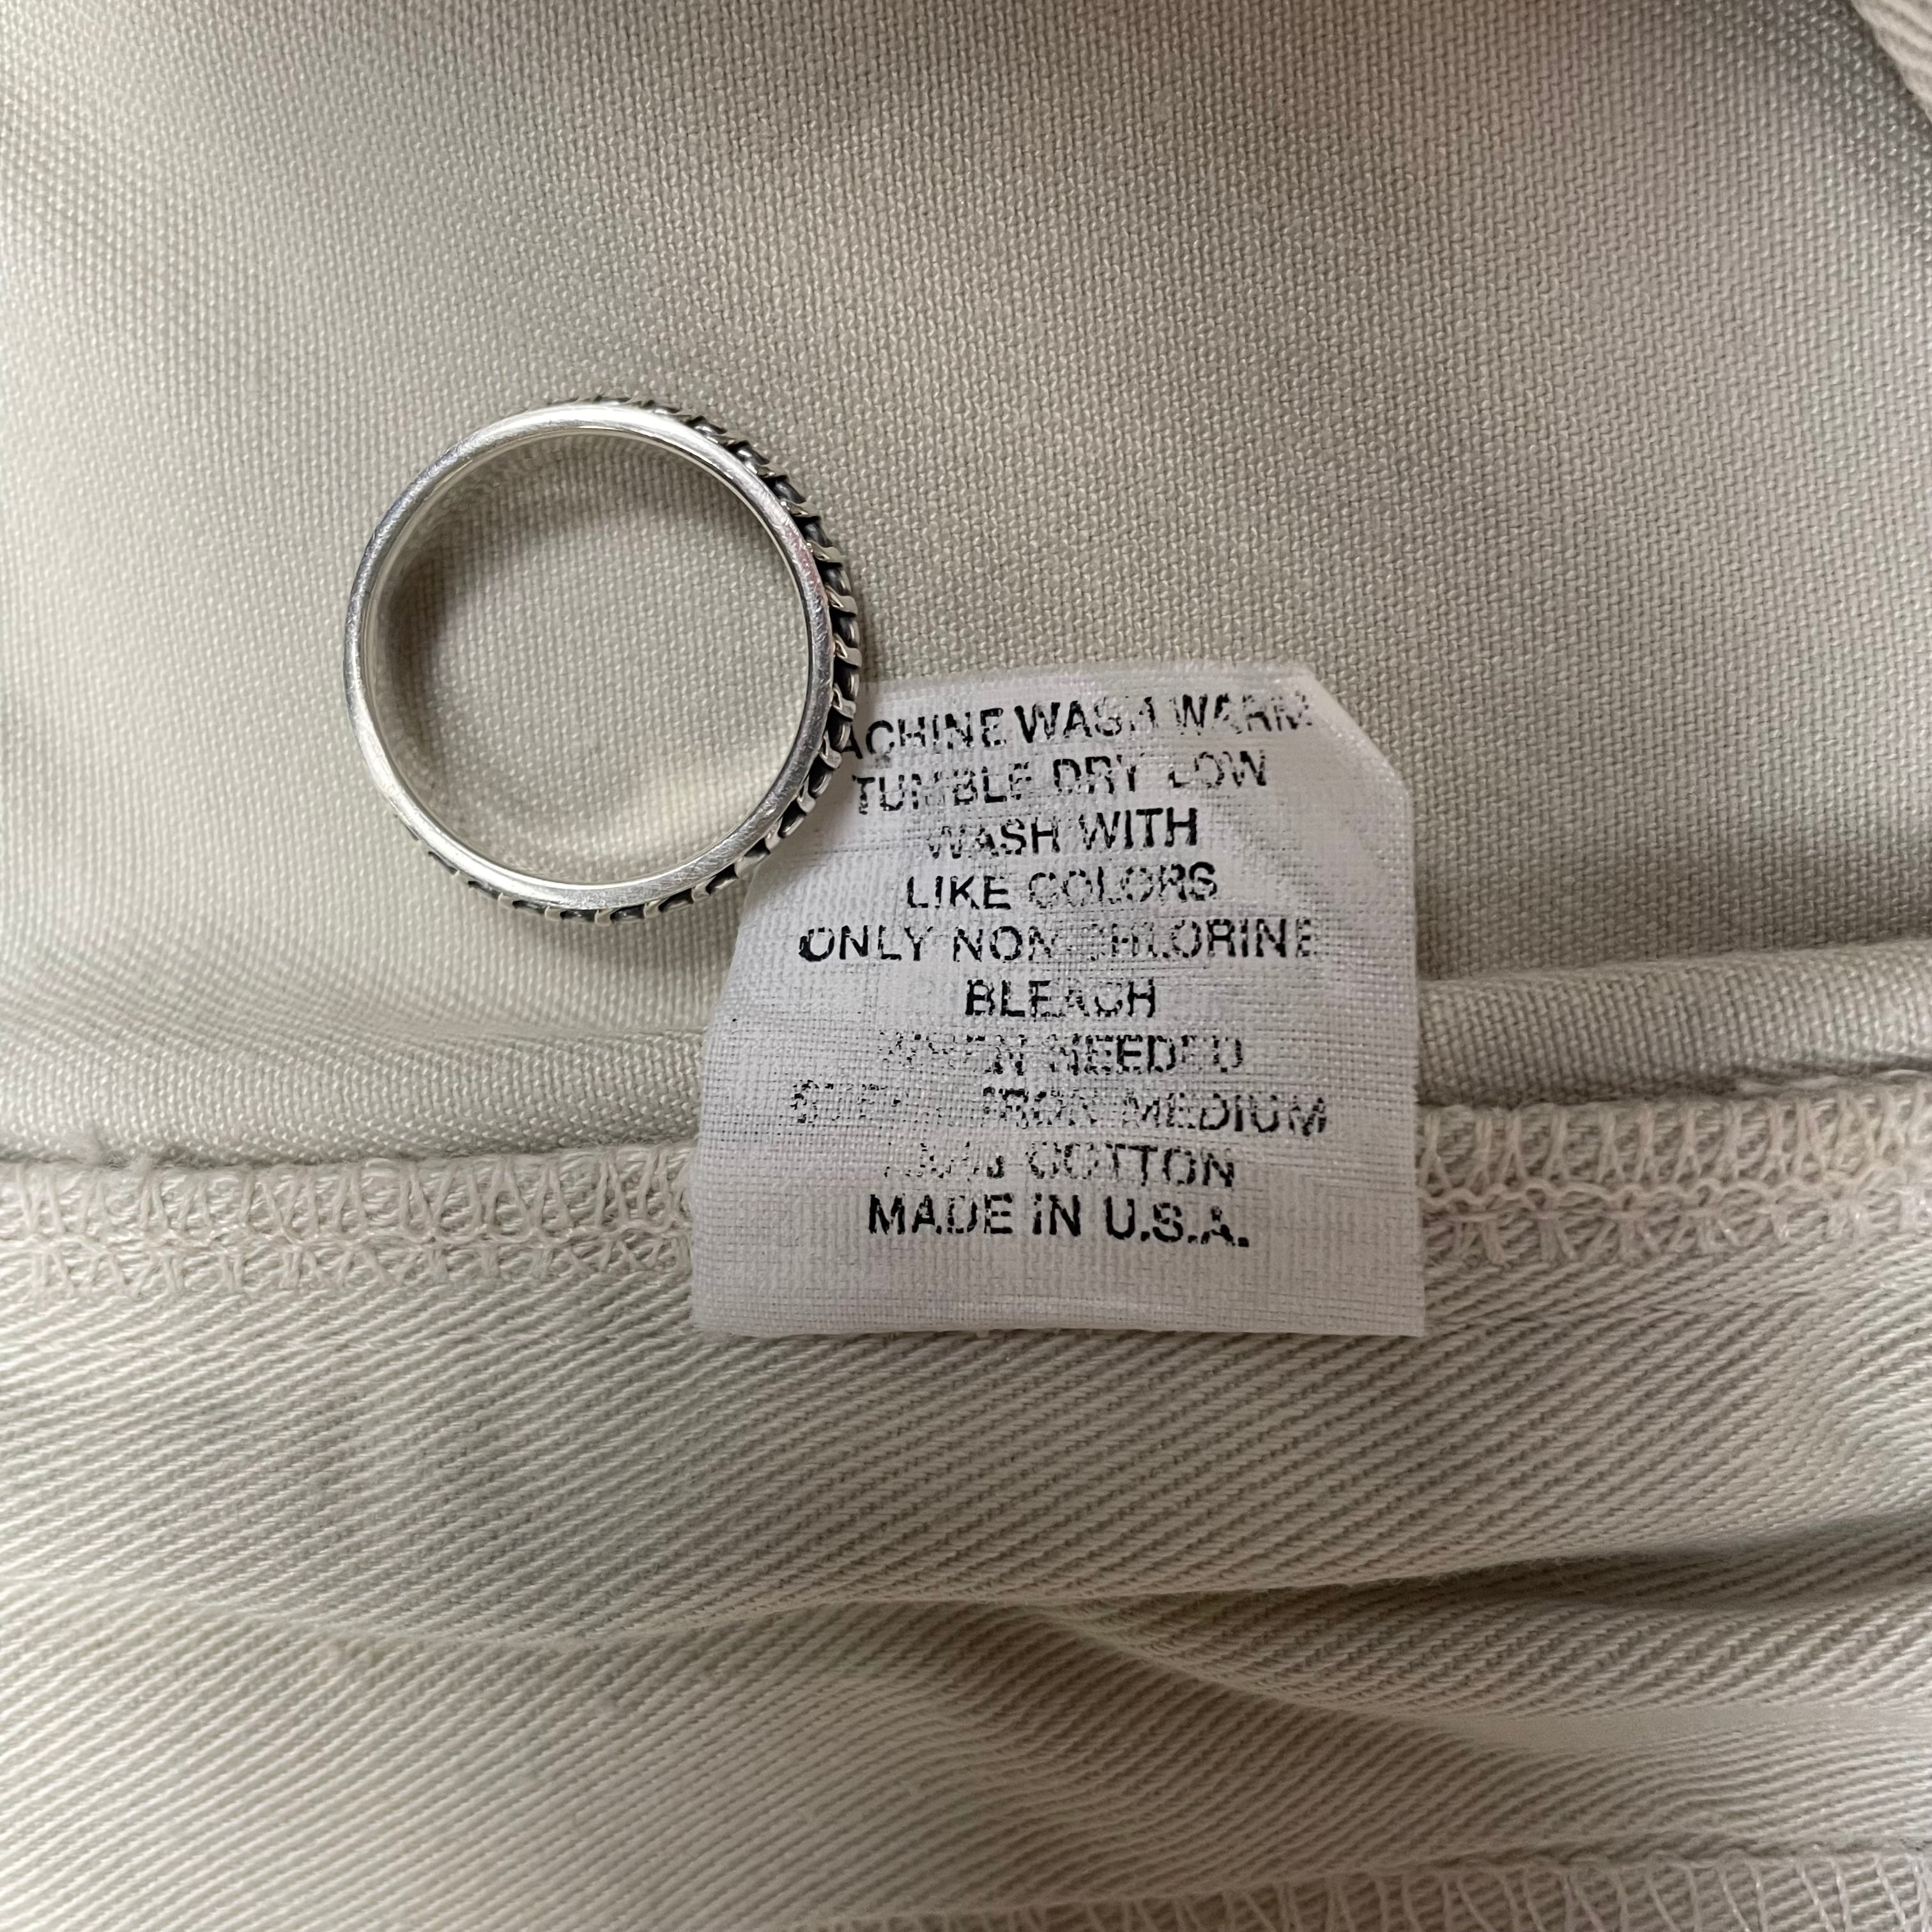 ACHINE WASH WARM
TUMBLE DRY LOW
WASH WITH
LIKE COLORS
ONLY NON-CHLORINE
BLEACH
WHEN NEEDED
IRON MEDIUM
COTTON
MADE IN U.S.A.